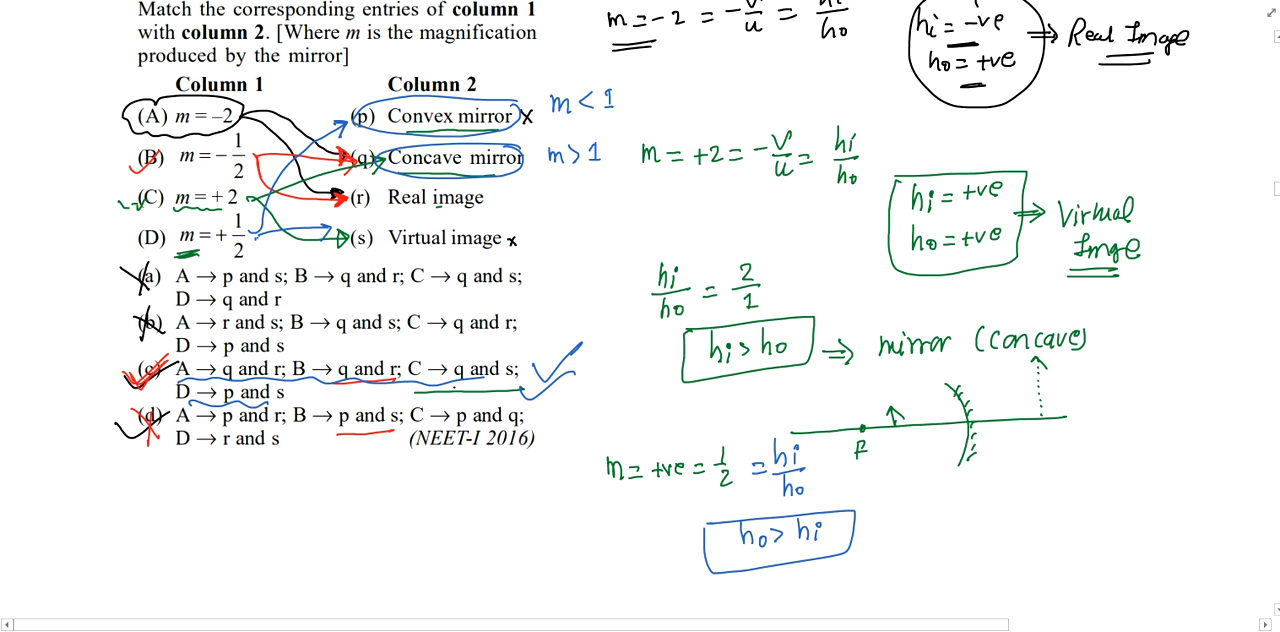 Match the corresponding entries of column 1
with column 2. [Where m is the magnification
produced by the mirror]
Column 1 Column 2
(A) m = –2 (p) Convex mirror x
(B) m = –1/2 (q) Concave mirror
(C) m = + 2 (r) Real image
(D) m = +1/2 (s) Virtual image x
(a) A → p and s; B → q and r; C → q and s;
D → q and r
(b) A → r and s; B → q and s; C → q and r;
D → p and s
(c) A → q and r; B → q and r; C → q and s;
D → p and s
(d) A → p and r; B → p and s; C → p and q;
D → r and s (NEET-I 2016)
m < 1
m > 1
m = -2 = -v/u = hi/ho
hi = -ve
ho = +ve
⇒ Real Image
m = +2 = -v/u = hi/ho
hi = +ve
ho = +ve
⇒ Virtual
Imge
hi/ho = 2/1
hi > ho ⇒ mirror (concave)
F
m = +ve = 1/2 = hi/ho
ho > hi